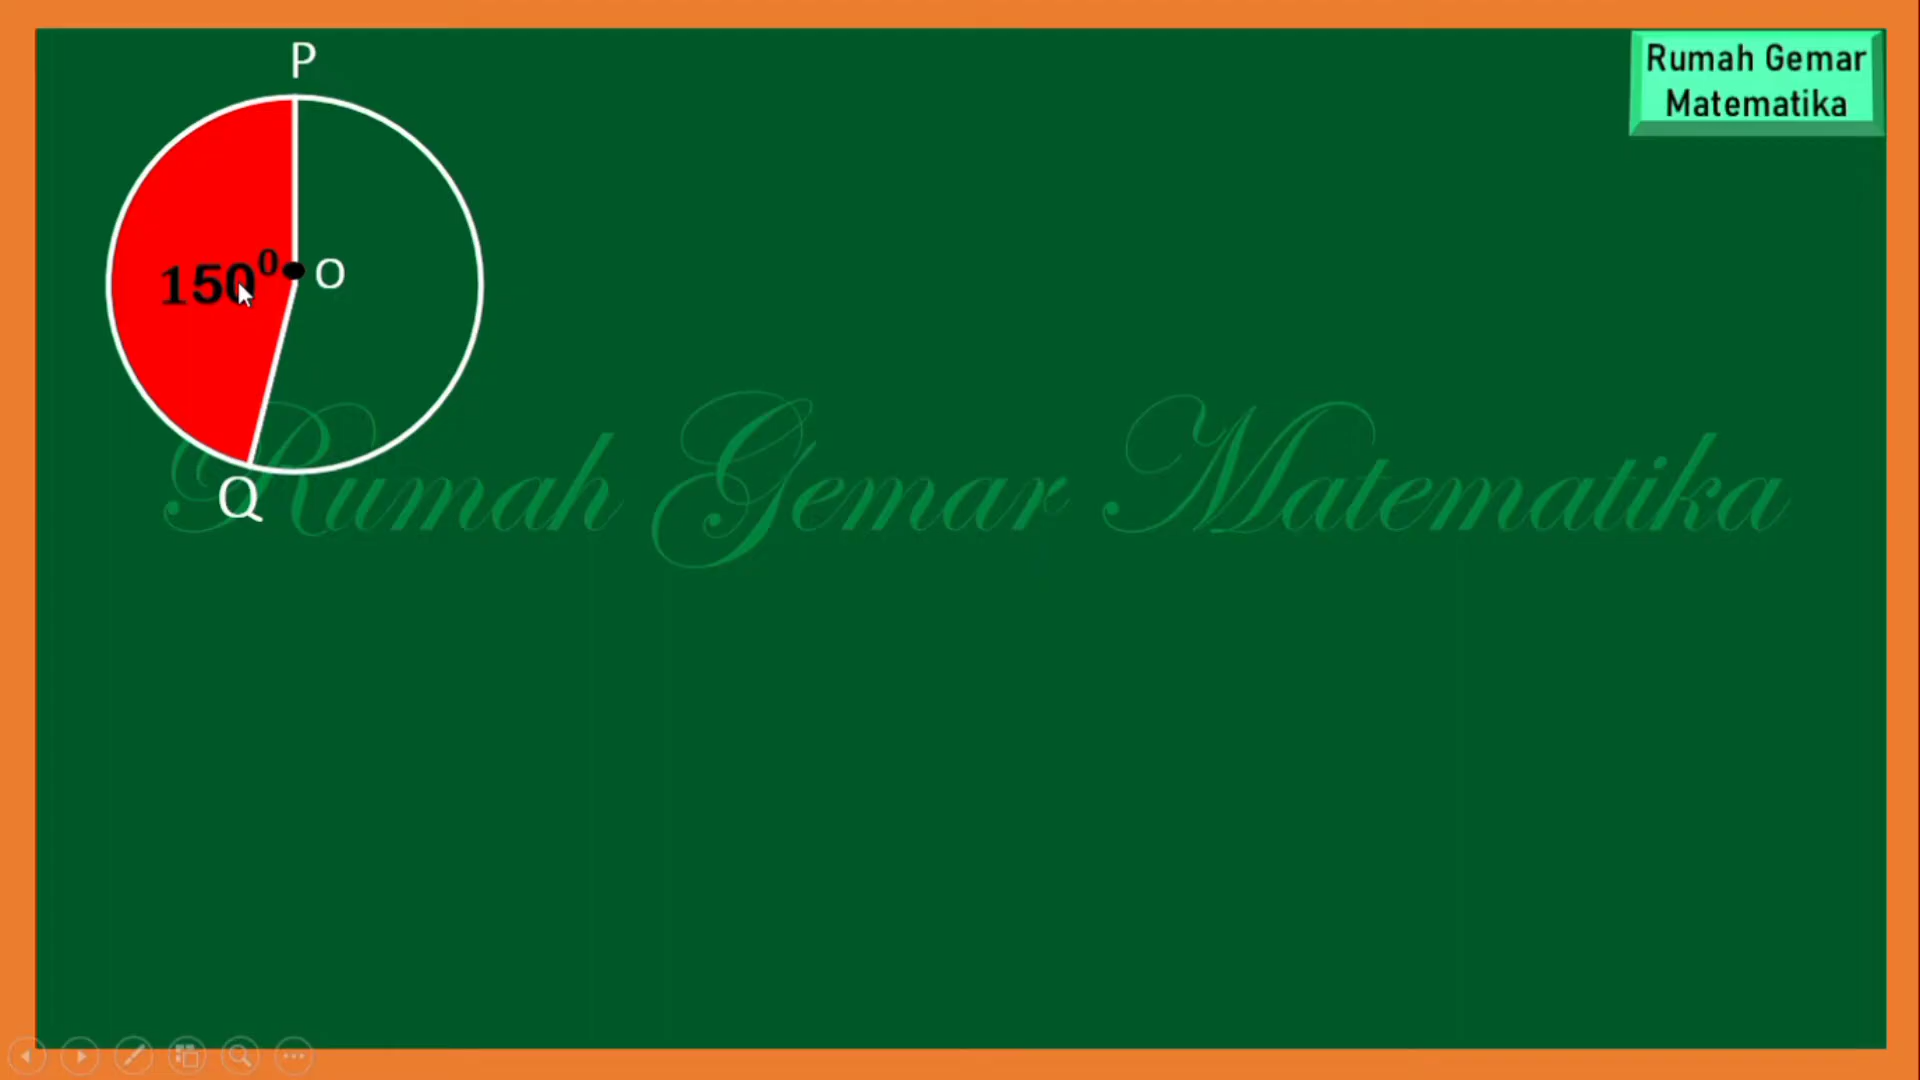 P
Rumah Gemar
Matematika
150⁰
O
Q
Rumah Gemar Matematika